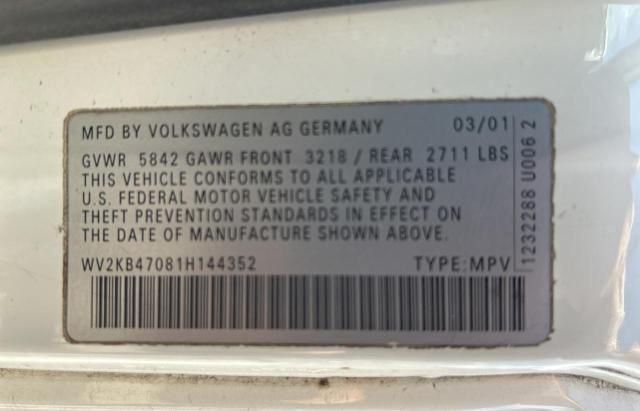 MFD BY VOLKSWAGEN AG GERMANY 03/01
GVWR 5842 GAWR FRONT 3218 / REAR 2711 LBS
THIS VEHICLE CONFORMS TO ALL APPLICABLE
U.S. FEDERAL MOTOR VEHICLE SAFETY AND
THEFT PREVENTION STANDARDS IN EFFECT ON
THE DATE OF MANUFACTURE SHOWN ABOVE.
WV2KB47081H144352 TYPE:MPV
1232288 U006 2